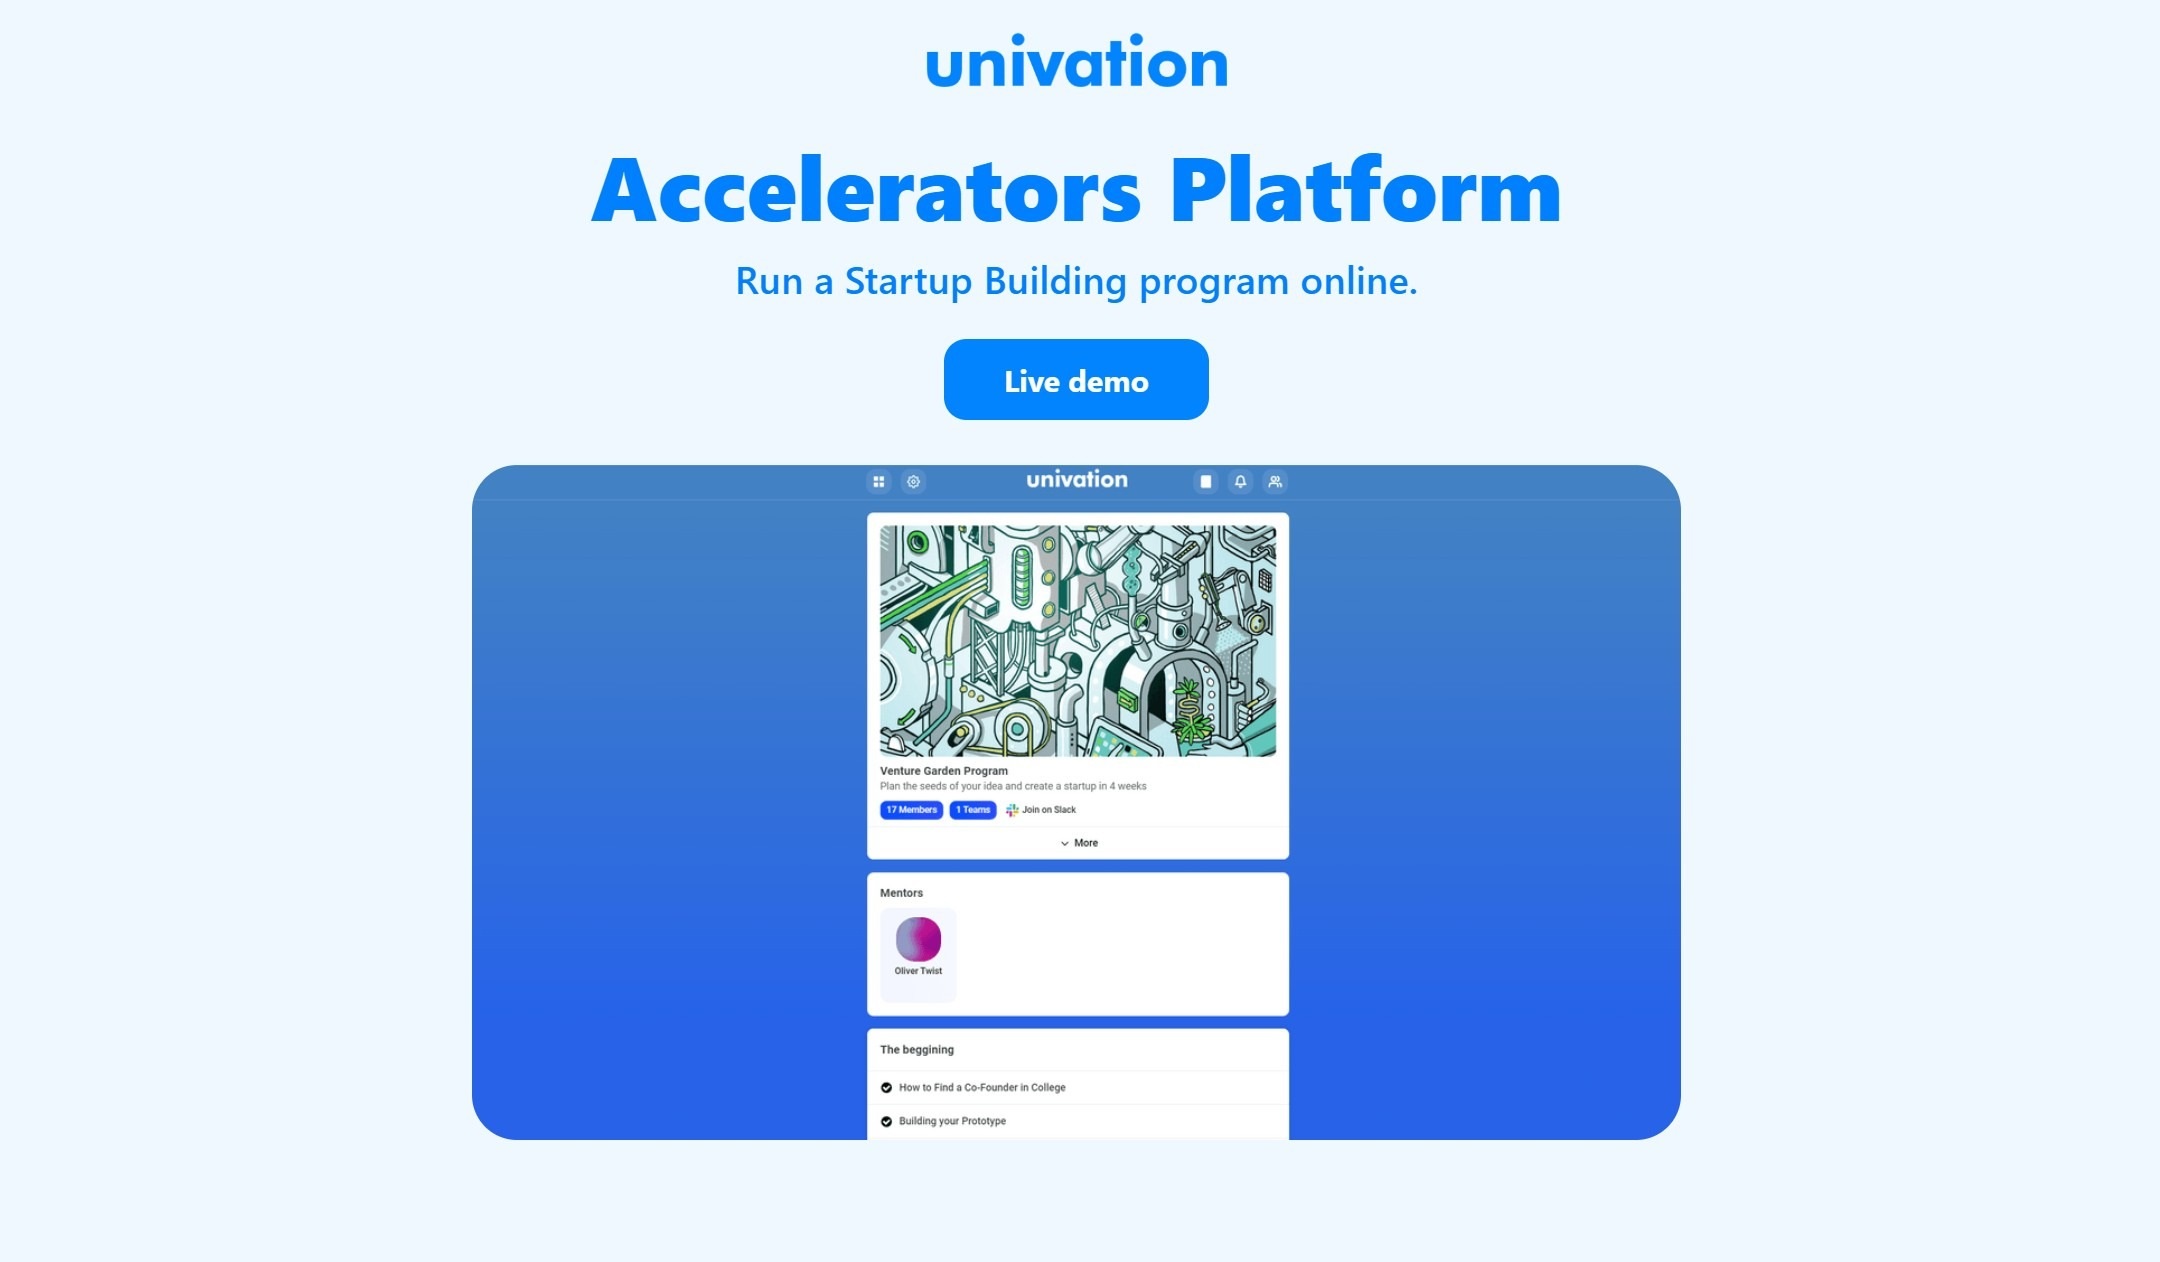 univation
Accelerators Platform
Run a Startup Building program online.
Live demo
univation
Venture Garden Program
Plan the seeds of your idea and create a startup in 4 weeks
17 Members 1 Teams Join on Slack
More
Mentors
Oliver Twist
The beggining
How to Find a Co-Founder in College
Building your Prototype